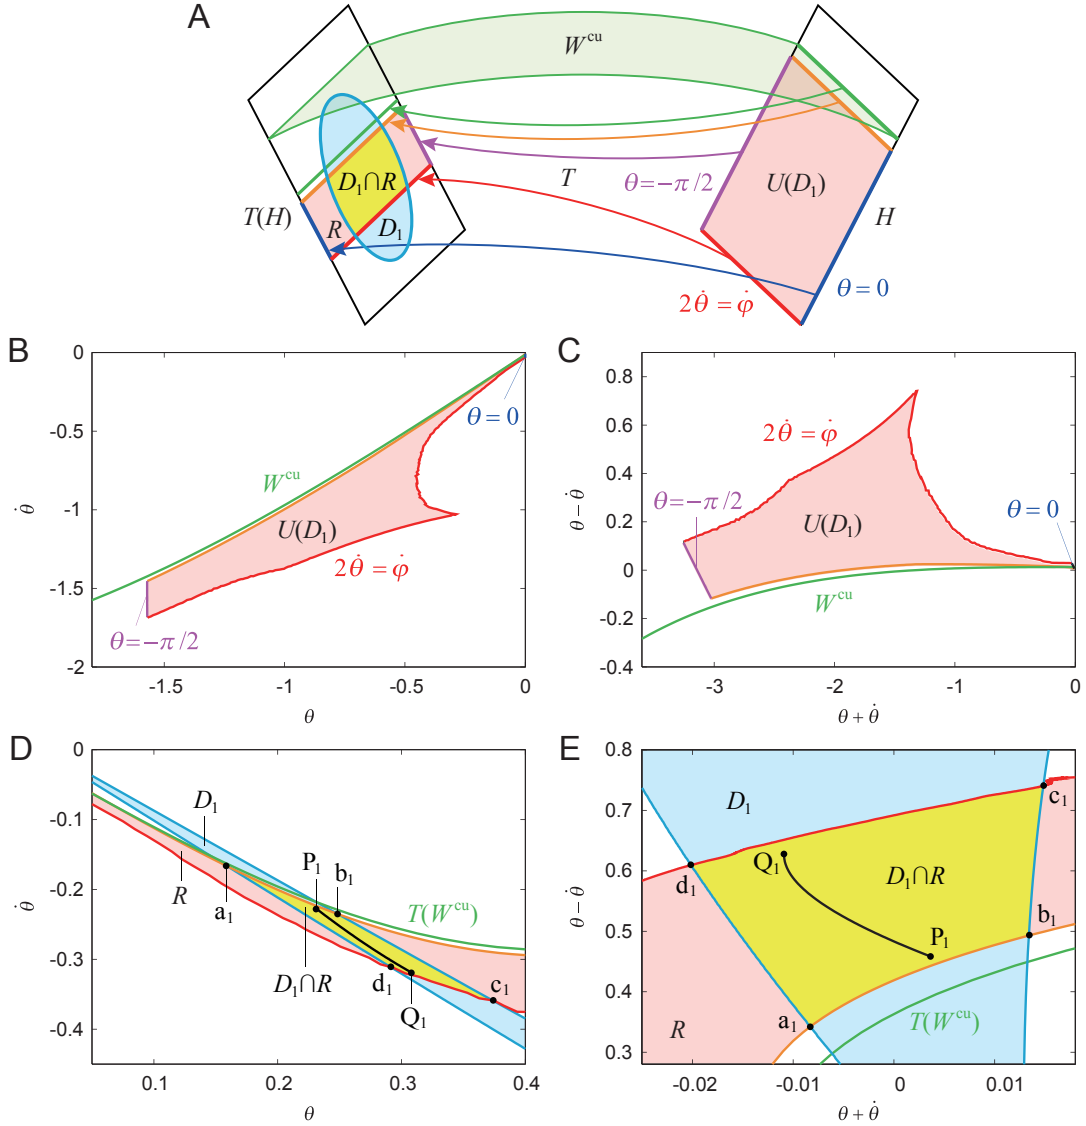 A
W^cu
D₁∩R
T(H)
R
D₁
T
θ=−π/2
U(D₁)
H
θ=0
2θ̇=φ̇
B
0
-0.5
-1
-1.5
-2
θ̇
W^cu
θ=0
U(D₁)
2θ̇=φ̇
θ=−π/2
-1.5
-1
-0.5
0
θ
C
0.8
0.6
0.4
0.2
0
-0.2
-0.4
θ−θ̇
2θ̇=φ̇
θ=−π/2
U(D₁)
θ=0
W^cu
-3
-2
-1
0
θ+θ̇
D
0
-0.1
-0.2
-0.3
-0.4
θ̇
D₁
P₁
b₁
R
a₁
T(W^cu)
D₁∩R
d₁
Q₁
c₁
0.1
0.2
0.3
0.4
θ
E
0.8
0.7
0.6
0.5
0.4
0.3
θ−θ̇
D₁
c₁
Q₁
D₁∩R
d₁
b₁
P₁
a₁
T(W^cu)
R
-0.02
-0.01
0
0.01
θ+θ̇